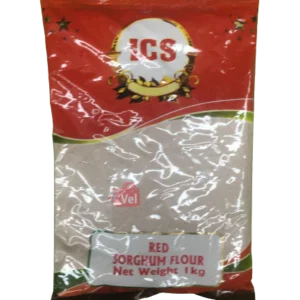 ICS
Vel
RED
SORGHUM FLOUR
Net Weight 1kg